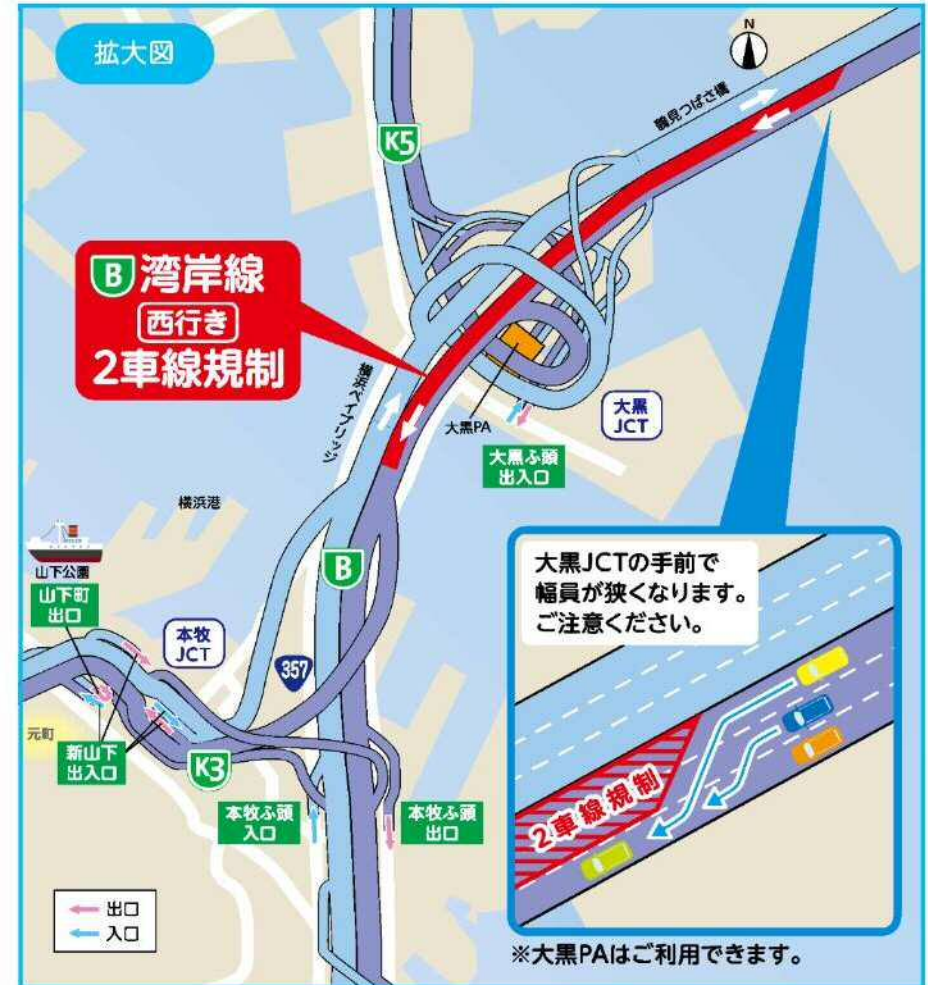 拡大図
N
鶴見つばさ橋
K5
B 湾岸線
西行き
2車線規制
横浜ベイブリッジ
大黒PA
大黒
JCT
大黒ふ頭
出入口
横浜港
山下公園
山下町
出口
B
本牧
JCT
357
元町
新山下
出入口
K3
本牧ふ頭
入口
本牧ふ頭
出口
出口
入口
大黒JCTの手前で
幅員が狭くなります。
ご注意ください。
2車線規制
※大黒PAはご利用できます。